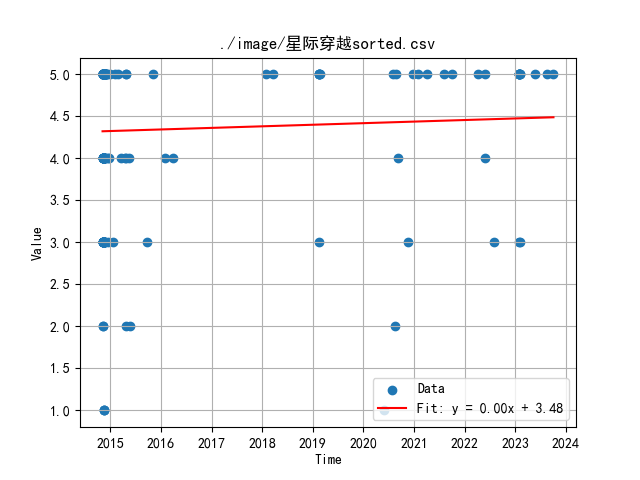 ./image/星际穿越sorted.csv
Value
5.0
4.5
4.0
3.5
3.0
2.5
2.0
1.5
1.0
Data
Fit: y = 0.00x + 3.48
2015 2016 2017 2018 2019 2020 2021 2022 2023 2024
Time